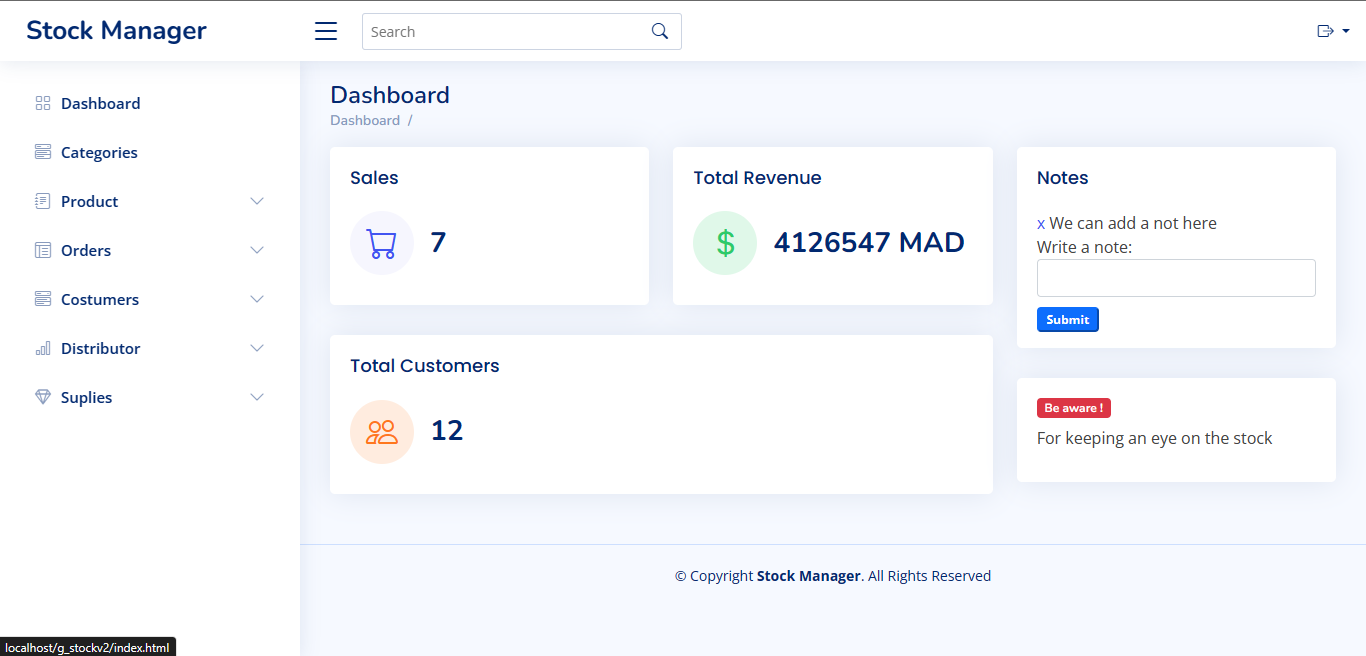 Stock Manager
Search
Dashboard
Categories
Product
Orders
Costumers
Distributor
Suplies
Dashboard
Dashboard /
Sales
7
Total Revenue
$ 4126547 MAD
Total Customers
12
Notes
x We can add a not here
Write a note:
Submit
Be aware !
For keeping an eye on the stock
© Copyright Stock Manager. All Rights Reserved
localhost/g_stockv2/index.html